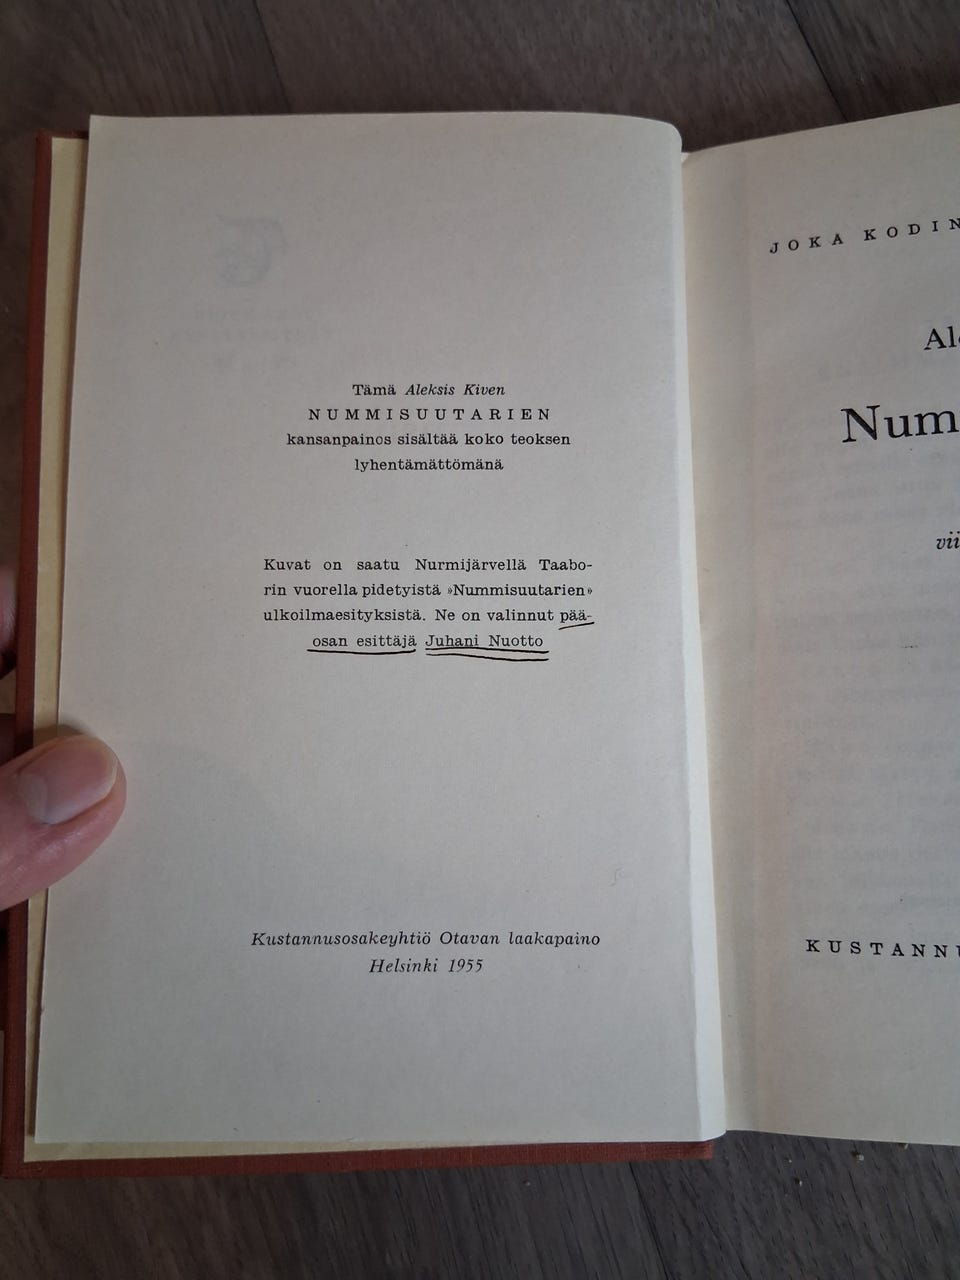 Tämä Aleksis Kiven
NUMMISUUTARIEN
kansanpainos sisältää koko teoksen
lyhentämättömänä
Kuvat on saatu Nurmijärvellä Taabo-
rin vuorella pidetyistä »Nummisuutarien»
ulkoilmaesityksistä. Ne on valinnut pää-
osan esittäjä Juhani Nuotto
Kustannusosakeyhtiö Otavan laakapaino
Helsinki 1955
JOKA KODIN
Al
Num
vii
KUSTANNU